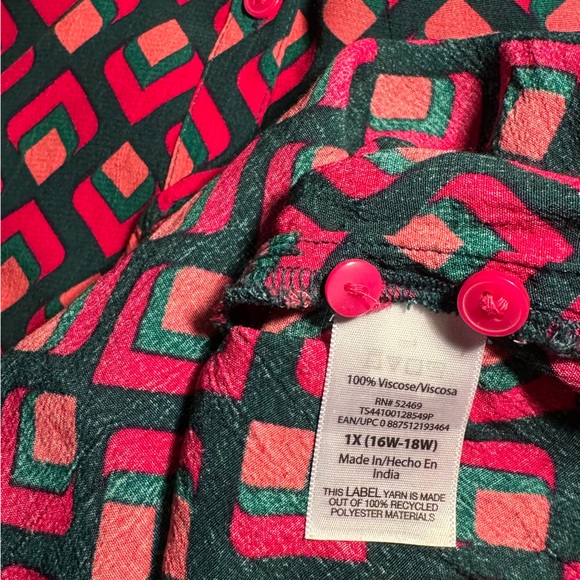 100% Viscose/Viscosa
RN# 52469
TS44100128549P
EAN/UPC 0 887512193464
1X (16W-18W)
Made In/Hecho En
India
THIS LABEL YARN IS MADE
OUT OF 100% RECYCLED
POLYESTER MATERIALS